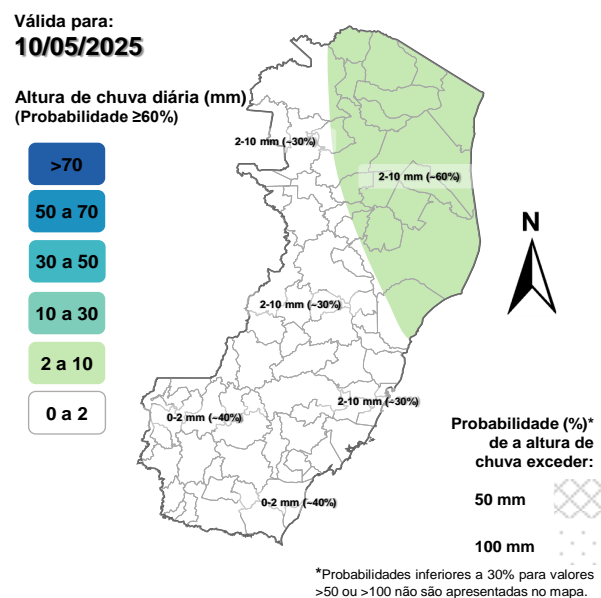 Válida para:
10/05/2025
Altura de chuva diária (mm)
(Probabilidade ≥60%)
>70
50 a 70
30 a 50
10 a 30
2 a 10
0 a 2
2-10 mm (~30%)
2-10 mm (~60%)
2-10 mm (~30%)
2-10 mm (~30%)
0-2 mm (~40%)
0-2 mm (~40%)
N
Probabilidade (%)*
de a altura de
chuva exceder:
50 mm
100 mm
*Probabilidades inferiores a 30% para valores
>50 ou >100 não são apresentadas no mapa.